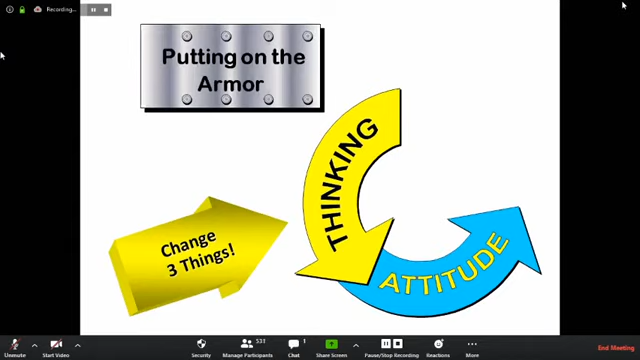 Recording...
Putting on the
Armor
THINKING
ATTITUDE
Change
3 Things!
Unmute
Start Video
Security
531
Manage Participants
1
Chat
Share Screen
Pause/Stop Recording
Reactions
More
End Meeting